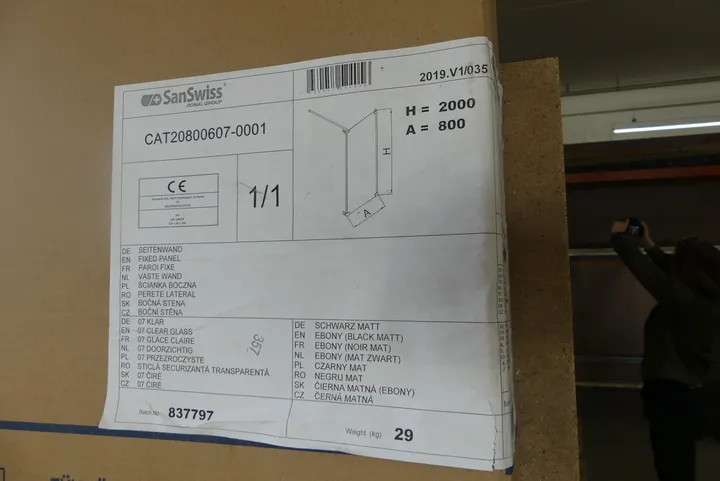 SanSwiss
RONAL GROUP
2019.V1/035
CAT20800607-0001
H = 2000
A = 800
H
A
CE
1/1
DE SEITENWAND
EN FIXED PANEL
FR PAROI FIXE
NL VASTE WAND
PL ŚCIANKA BOCZNA
RO PERETE LATERAL
SK BOČNÁ STENA
CZ BOČNÍ STĚNA
DE 07 KLAR
EN 07 CLEAR GLASS
FR 07 GLACE CLAIRE
NL 07 DOORZICHTIG
PL 07 PRZEZROCZYSTE
RO STICLĂ SECURIZANTĂ TRANSPARENTĂ
SK 07 ČIRÉ
CZ 07 ČIRÉ
357
DE SCHWARZ MATT
EN EBONY (BLACK MATT)
FR EBONY (NOIR MAT)
NL EBONY (MAT ZWART)
PL CZARNY MAT
RO NEGRU MAT
SK ČIERNA MATNÁ (EBONY)
CZ ČERNÁ MATNÁ
Batch No 837797
Weight (kg) 29